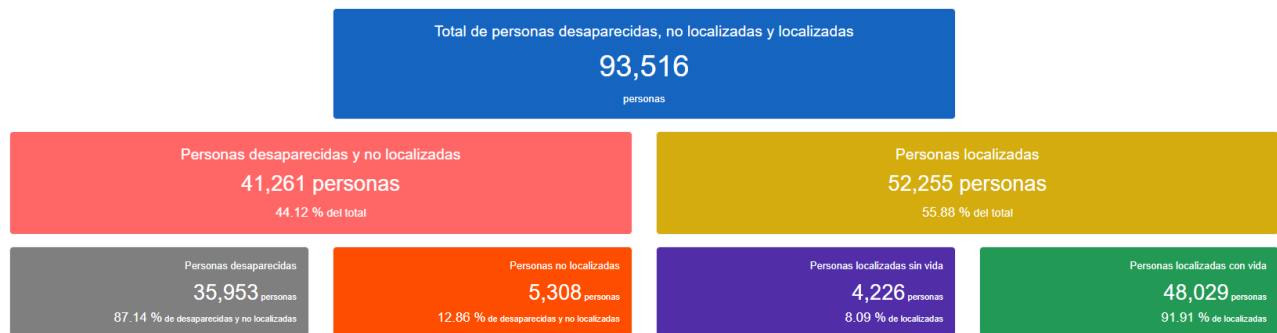 Total de personas desaparecidas, no localizadas y localizadas
93,516
personas
Personas desaparecidas y no localizadas
41,261 personas
44.12 % del total
Personas localizadas
52,255 personas
55.88 % del total
Personas desaparecidas
35,953 personas
87.14 % de desaparecidas y no localizadas
Personas no localizadas
5,308 personas
12.86 % de desaparecidas y no localizadas
Personas localizadas sin vida
4,226 personas
8.09 % de localizadas
Personas localizadas con vida
48,029 personas
91.91 % de localizadas